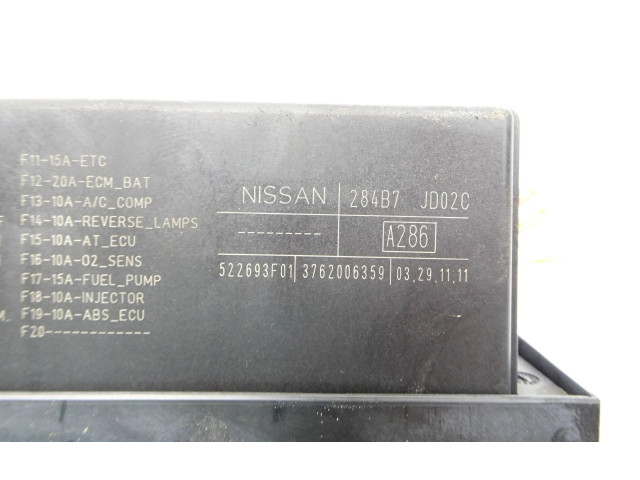 F11-15A-ETC
F12-20A-ECM_BAT
F13-10A-A/C_COMP
F14-10A-REVERSE_LAMPS
F15-10A-AT_ECU
F16-10A-O2_SENS
F17-15A-FUEL_PUMP
F18-10A-INJECTOR
F19-10A-ABS_ECU
F20------------
NISSAN 284B7 JD02C
--------- A286
522693F01 3762006359 03.29.11.11